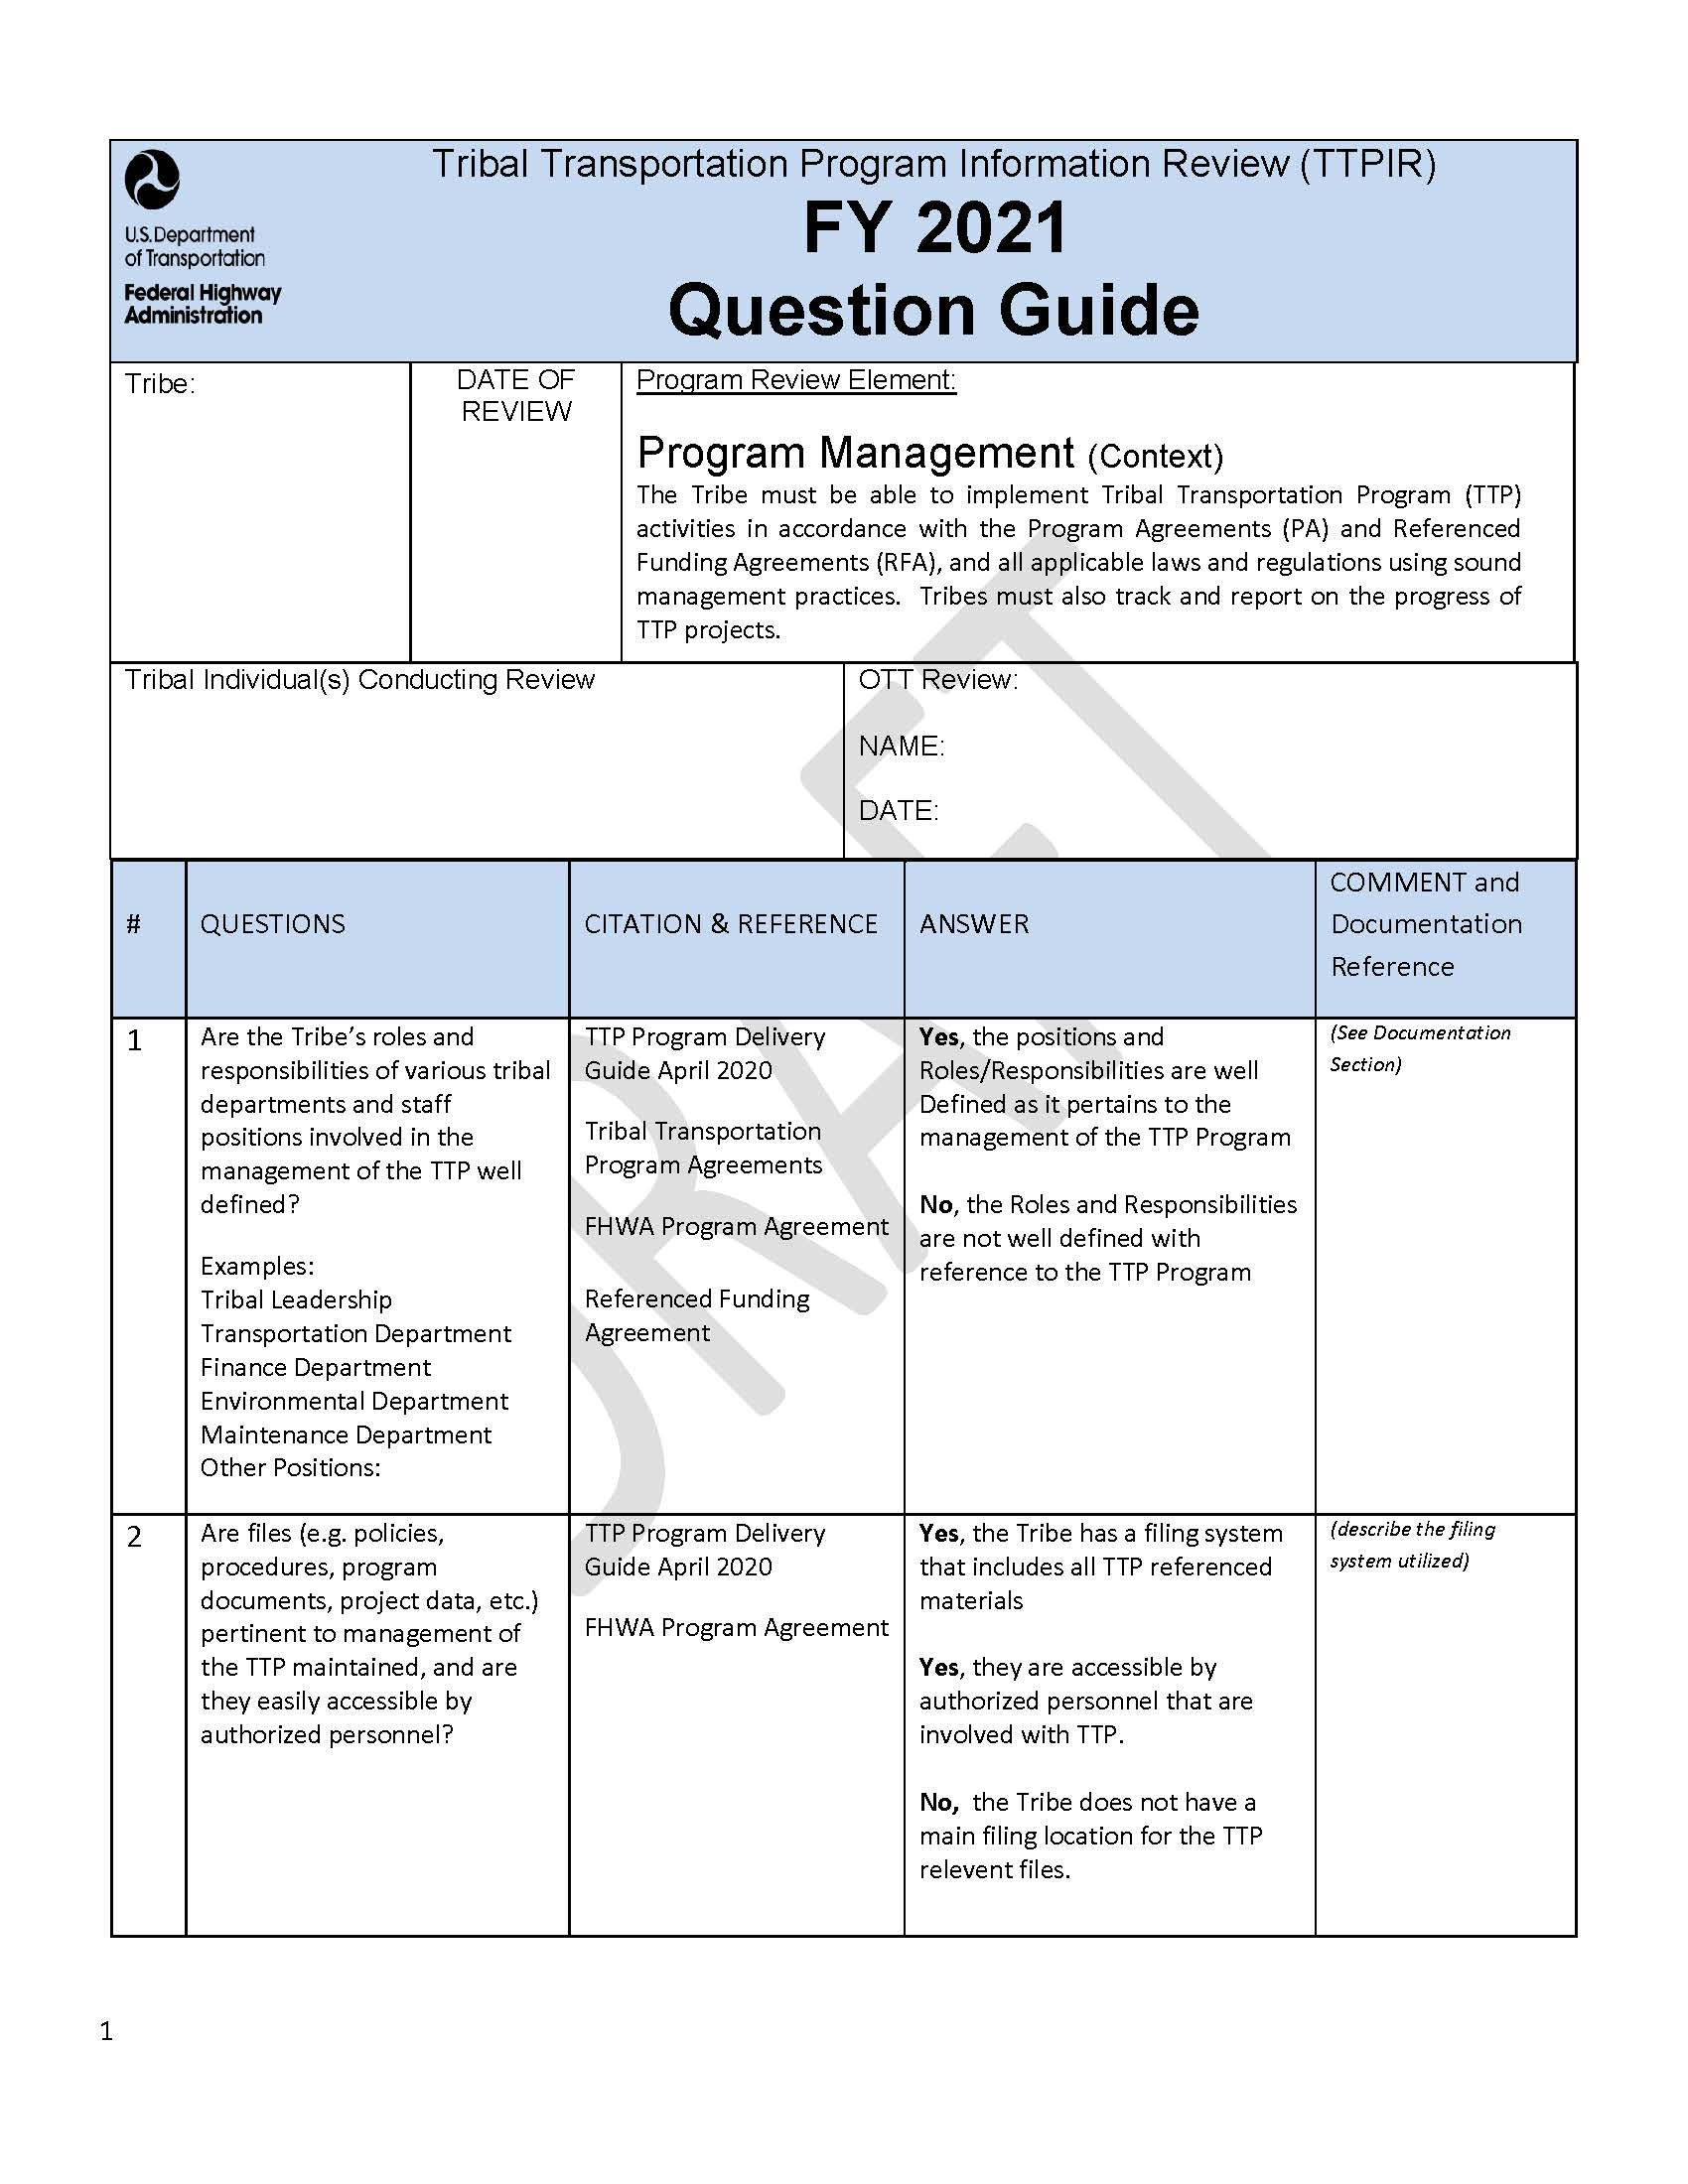 Tribal Transportation Program Information Review (TTPIR)
FY 2021
Question Guide
U.S. Department
of Transportation
Federal Highway
Administration
Tribe:
DATE OF
REVIEW
Program Review Element:
Program Management (Context)
The Tribe must be able to implement Tribal Transportation Program (TTP)
activities in accordance with the Program Agreements (PA) and Referenced
Funding Agreements (RFA), and all applicable laws and regulations using sound
management practices.  Tribes must also track and report on the progress of
TTP projects.
Tribal Individual(s) Conducting Review
OTT Review:
NAME:
DATE:
#
QUESTIONS
CITATION & REFERENCE
ANSWER
COMMENT and
Documentation
Reference
1
Are the Tribe’s roles and
responsibilities of various tribal
departments and staff
positions involved in the
management of the TTP well
defined?
Examples:
Tribal Leadership
Transportation Department
Finance Department
Environmental Department
Maintenance Department
Other Positions:
TTP Program Delivery
Guide April 2020
Tribal Transportation
Program Agreements
FHWA Program Agreement
Referenced Funding
Agreement
Yes, the positions and
Roles/Responsibilities are well
Defined as it pertains to the
management of the TTP Program
No, the Roles and Responsibilities
are not well defined with
reference to the TTP Program
(See Documentation
Section)
2
Are files (e.g. policies,
procedures, program
documents, project data, etc.)
pertinent to management of
the TTP maintained, and are
they easily accessible by
authorized personnel?
TTP Program Delivery
Guide April 2020
FHWA Program Agreement
Yes, the Tribe has a filing system
that includes all TTP referenced
materials
Yes, they are accessible by
authorized personnel that are
involved with TTP.
No,  the Tribe does not have a
main filing location for the TTP
relevent files.
(describe the filing
system utilized)
DRAFT
1